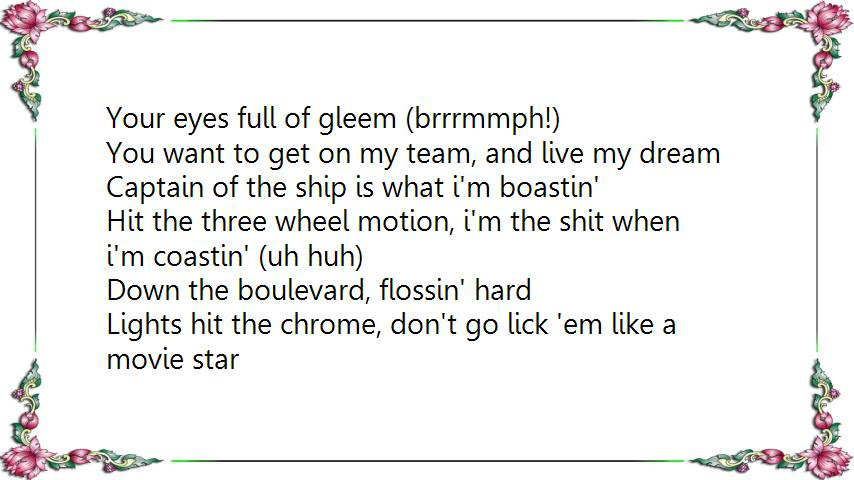 Your eyes full of gleem (brrrmmph!)
You want to get on my team, and live my dream
Captain of the ship is what i'm boastin'
Hit the three wheel motion, i'm the shit when
i'm coastin' (uh huh)
Down the boulevard, flossin' hard
Lights hit the chrome, don't go lick 'em like a
movie star